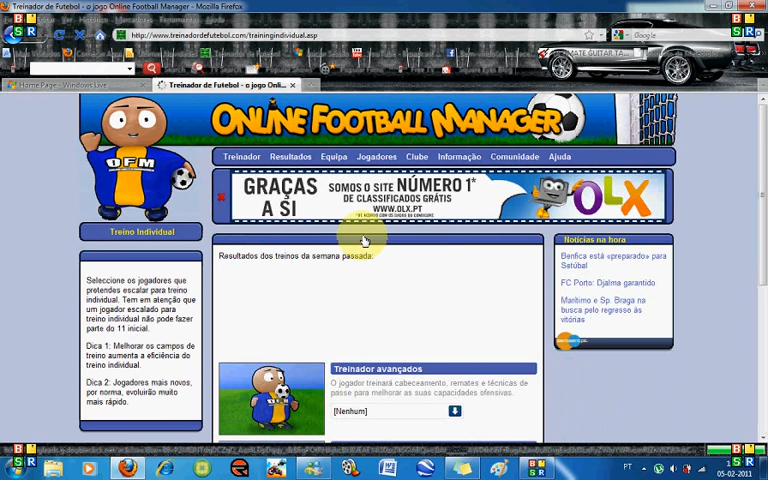 Treinador de Futebol - o jogo Online Football Manager - Mozilla Firefox
http://www.treinadordefutebol.com/trainingindividual.asp
Google
Home Page - Windows Live
Treinador de Futebol - o jogo Onli...
OFM
ONLINE FOOTBALL MANAGER
Treinador Resultados Equipa Jogadores Clube Informação Comunidade Ajuda
GRAÇAS A SI
SOMOS O SITE NÚMERO 1*
DE CLASSIFICADOS GRÁTIS
WWW.OLX.PT
OLX
Treino Individual
Seleccione os jogadores que
pretendes escalar para treino
individual. Tem em atenção que
um jogador escalado para
treino individual não pode fazer
parte do 11 inicial.
Dica 1: Melhorar os campos de
treino aumenta a eficiência do
treino individual.
Dica 2: Jogadores mais novos,
por norma, evoluirão muito
mais rápido.
Resultados dos treinos da semana passada:
Treinador avançados
O jogador treinará cabeceamento, remates e técnicas de
passe para melhorar as suas capacidades ofensivas.
[Nenhum]
Notícias na hora
Benfica está «preparado» para
Setúbal
FC Porto: Djalma garantido
Marítimo e Sp. Braga na
busca pelo regresso às
vitórias
PT
05-02-2011